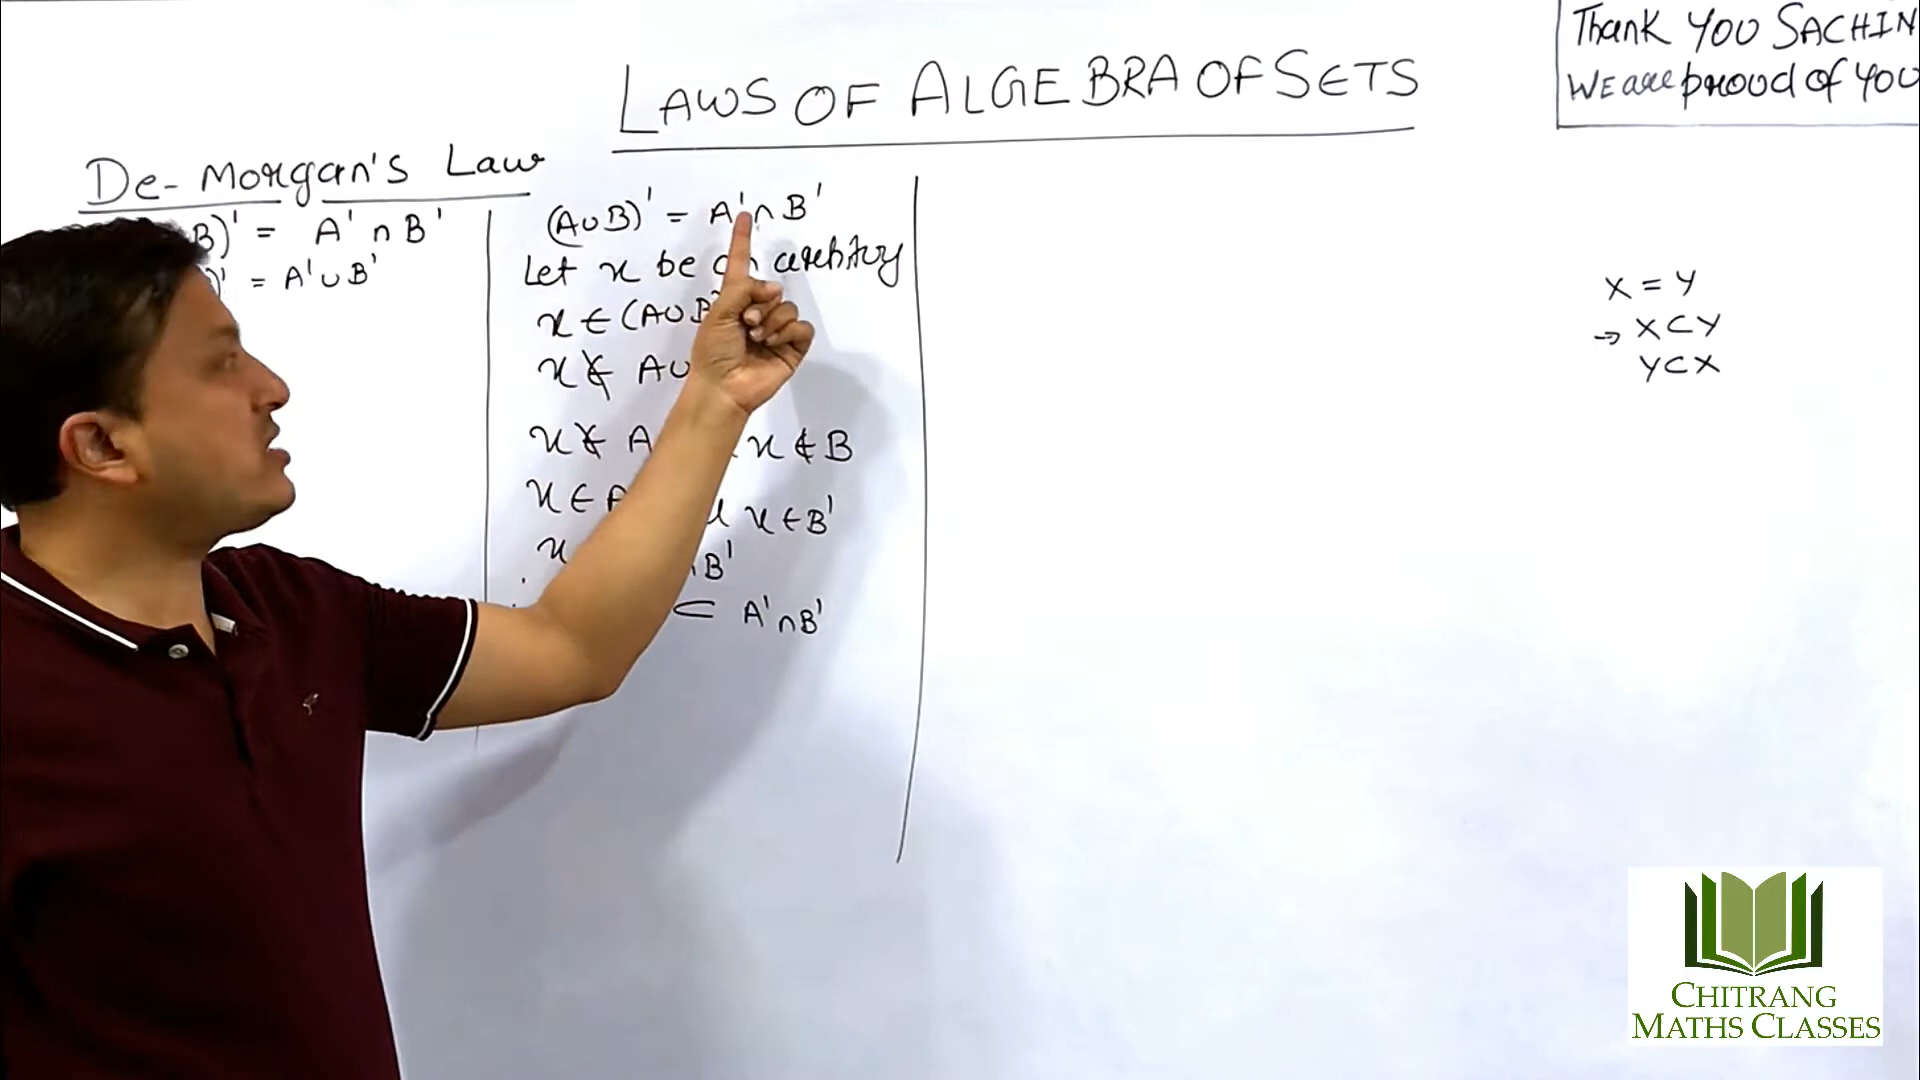 LAWS OF ALGEBRA OF SETS
Thank YOU SACHIN
WE are proud of YOU
De-Morgan's Law
B)' = A' ∩ B'
)' = A' ∪ B'
(A∪B)' = A' ∩ B'
Let x be arbitrary
x ∈ (A∪B
x ∉ A∪
x ∉ A x ∉ B
x ∈ A x ∈ B'
x B'
⊂ A'∩B'
X = Y
→ X ⊂ Y
Y ⊂ X
CHITRANG
MATHS CLASSES